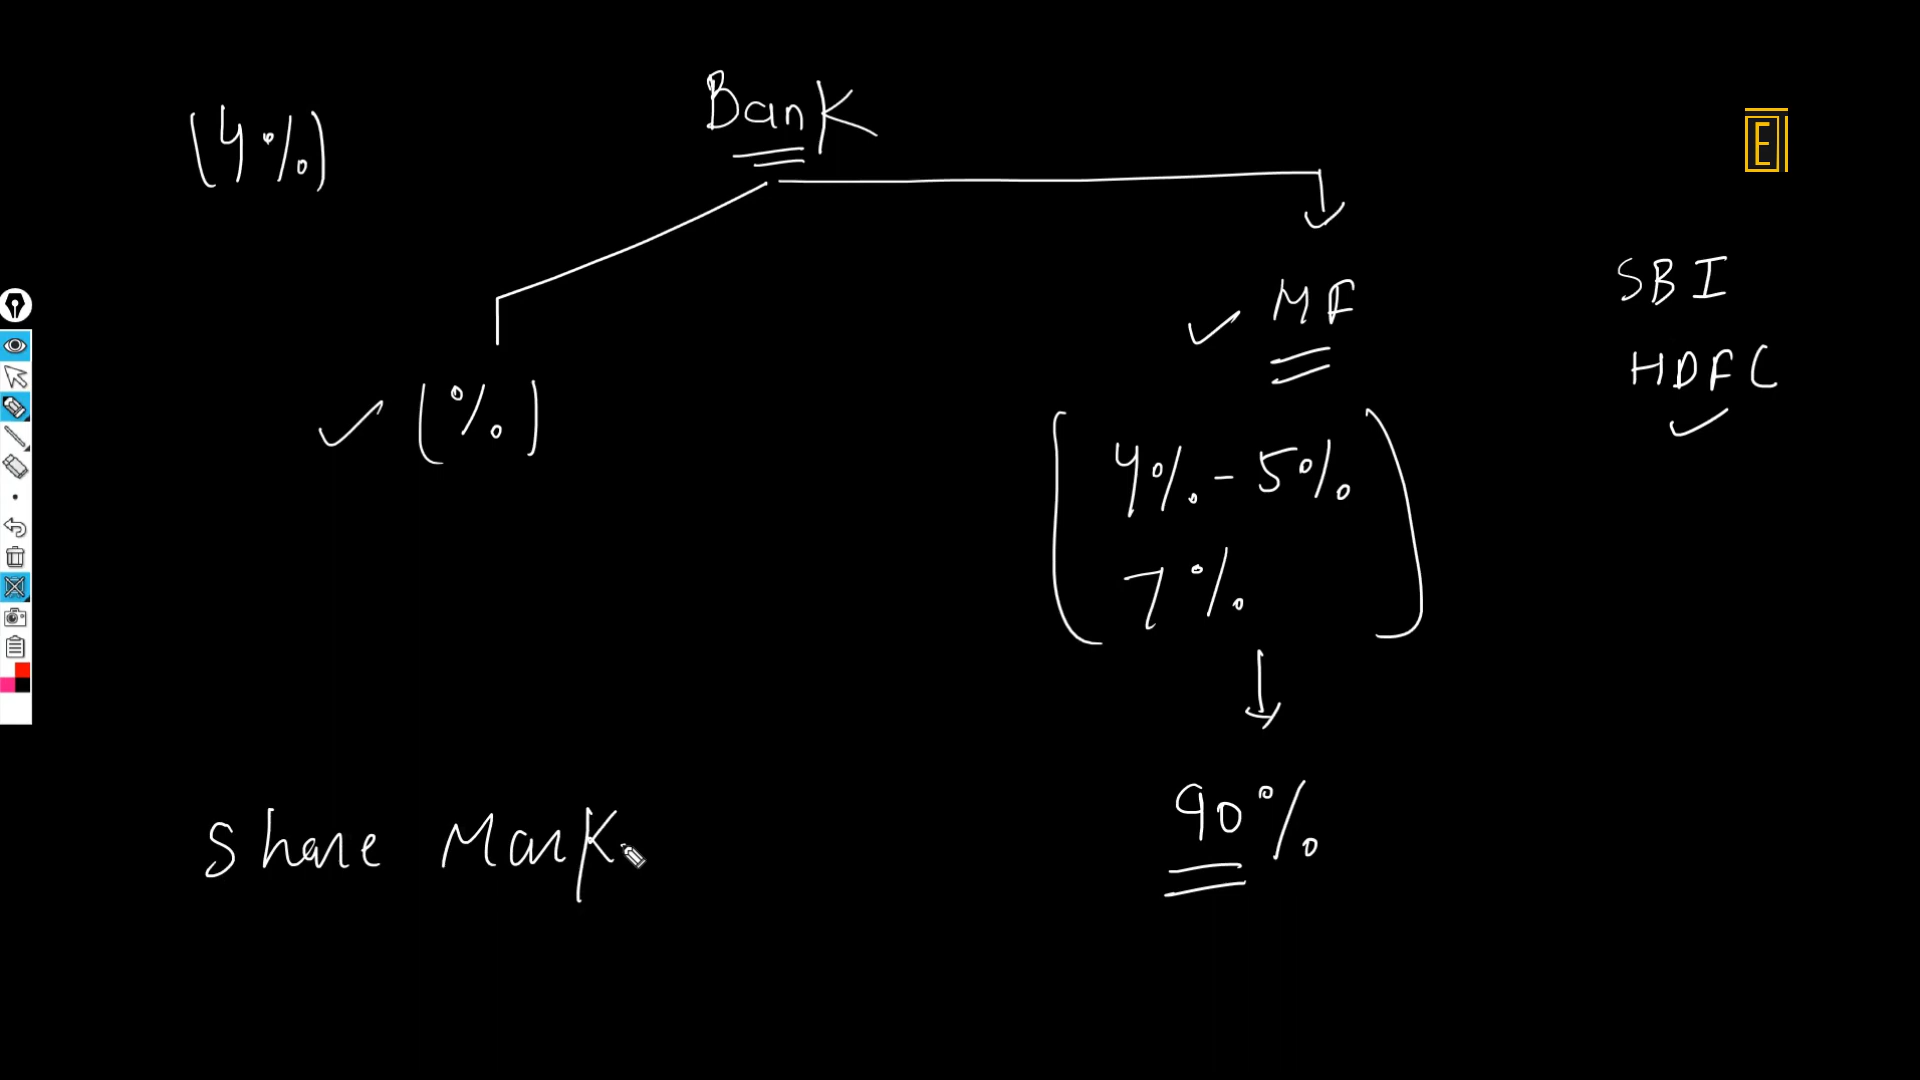 Bank
(4%)
E
MF
SBI
HDFC
(%)
4% - 5%
7%
90%
Share Mark